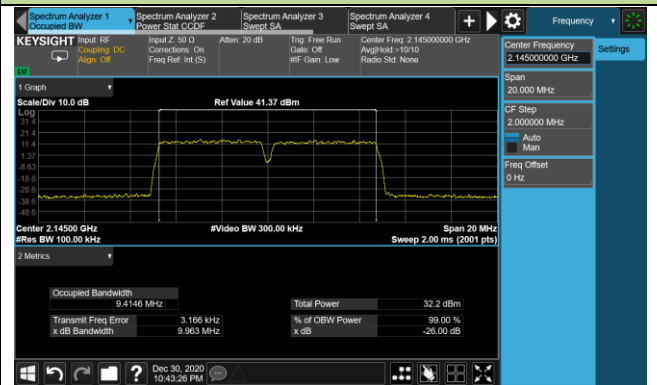 Spectrum Analyzer 1
Occupied BW
Spectrum Analyzer 2
Power Stat CCDF
Spectrum Analyzer 3
Swept SA
Spectrum Analyzer 4
Swept SA
Frequency
KEYSIGHT
Input: RF
Coupling: DC
Align: Off
Input Z: 50 Ω
Corrections: On
Freq Ref: Int (S)
Atten: 20 dB
Trig: Free Run
Gate: Off
#IF Gain: Low
Center Freq: 2.145000000 GHz
Avg|Hold:>10/10
Radio Std: None
Center Frequency
2.145000000 GHz
Settings
Span
20.000 MHz
CF Step
2.000000 MHz
Auto
Man
Freq Offset
0 Hz
1 Graph
Scale/Div 10.0 dB
Ref Value 41.37 dBm
Log
31.4
21.4
11.4
1.37
-8.63
-18.6
-28.6
-38.6
-48.6
Center 2.14500 GHz
#Video BW 300.00 kHz
Span 20 MHz
#Res BW 100.00 kHz
Sweep 2.00 ms (2001 pts)
2 Metrics
Occupied Bandwidth
9.4146 MHz
Total Power
32.2 dBm
Transmit Freq Error
3.166 kHz
% of OBW Power
99.00 %
x dB Bandwidth
9.963 MHz
x dB
-26.00 dB
Dec 30, 2020
10:43:26 PM